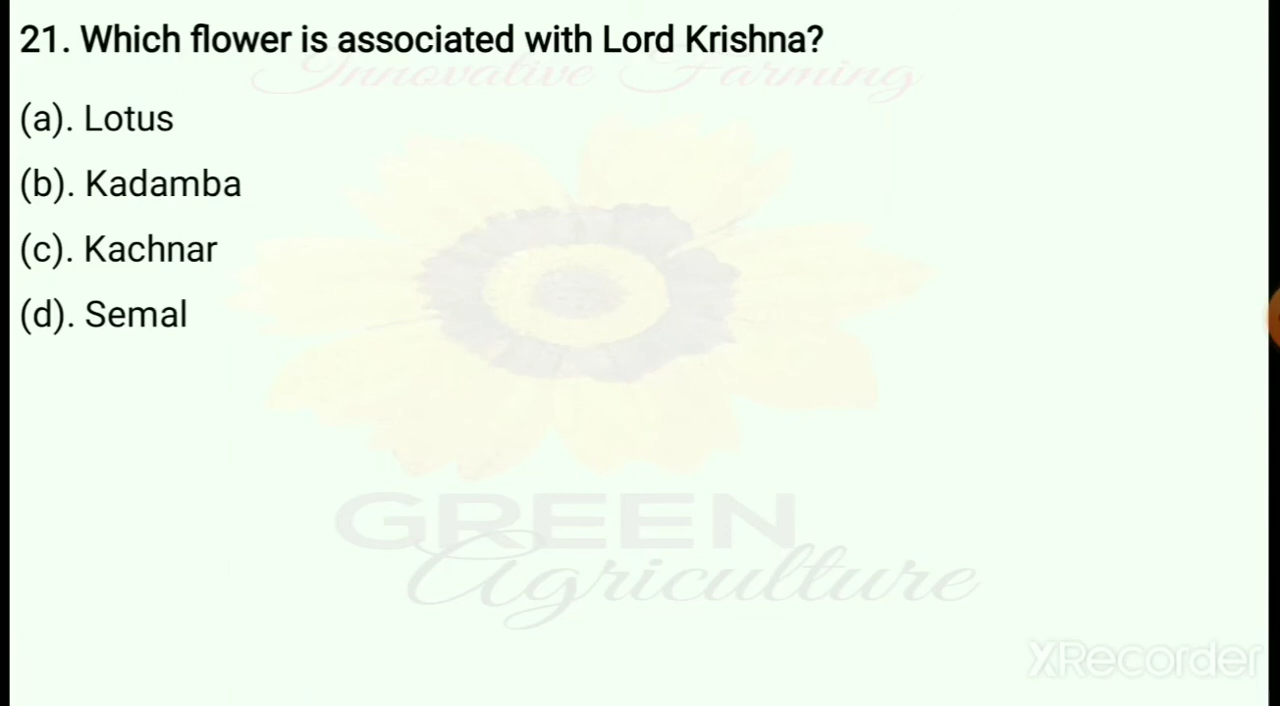 21. Which flower is associated with Lord Krishna?
Innovative Farming
(a). Lotus
(b). Kadamba
(c). Kachnar
(d). Semal
GREEN
Agriculture
XRecorder